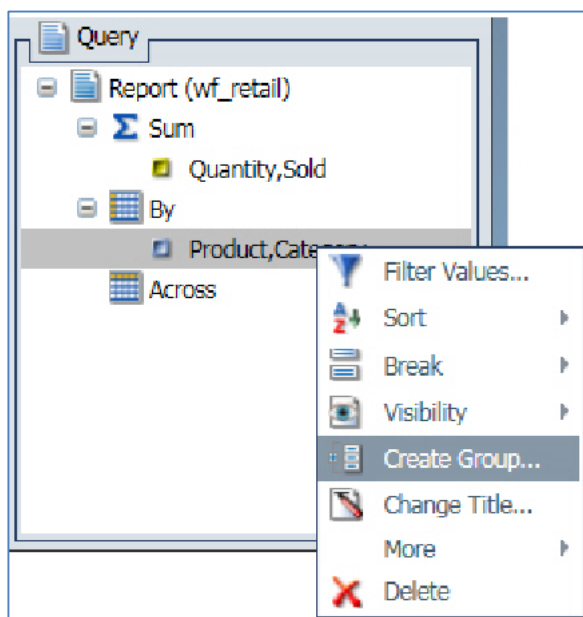 Query
Report (wf_retail)
Sum
Quantity,Sold
By
Product,Category
Across
Filter Values...
Sort
Break
Visibility
Create Group...
Change Title...
More
Delete